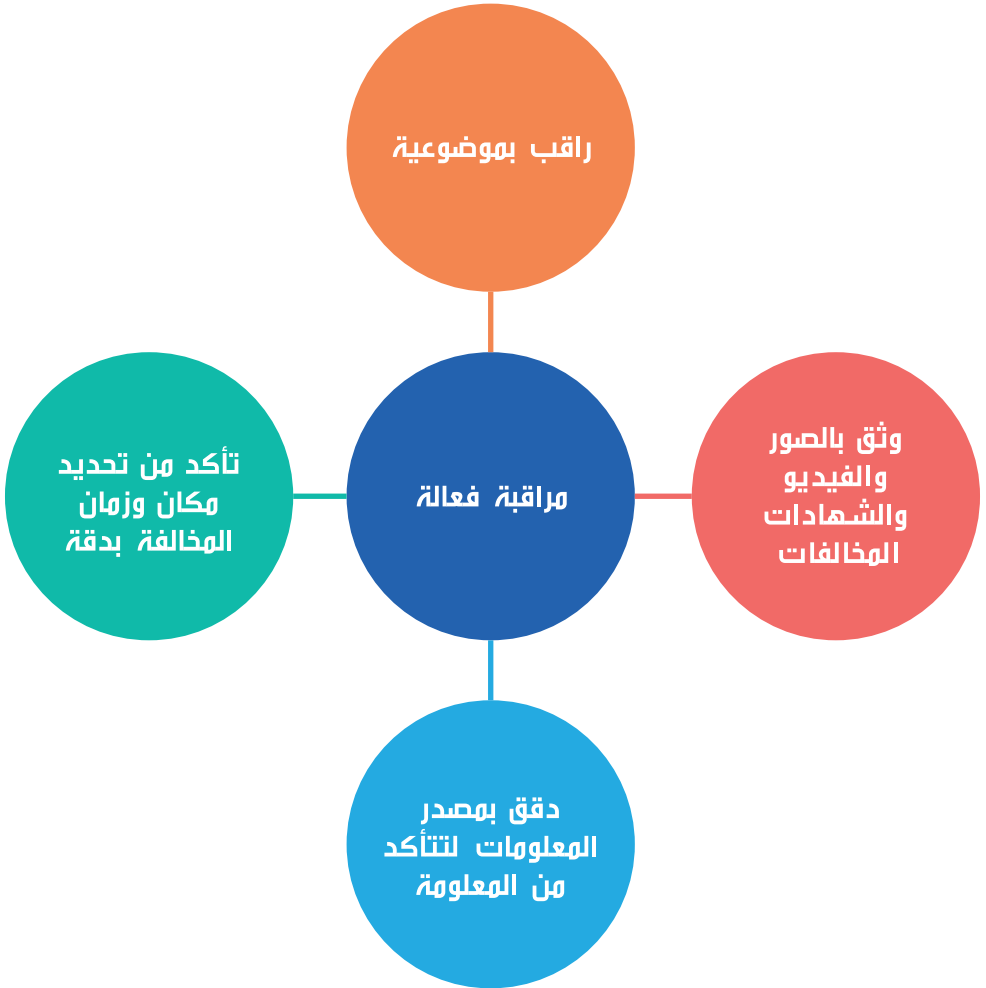 راقب بموضوعية
وثق بالصور
والفيديو
والشهادات
المخالفات
مراقبة فعالة
تأكد من تحديد
مكان وزمان
المخالفة بدقة
دقق بمصدر
المعلومات لتتأكد
من المعلومة